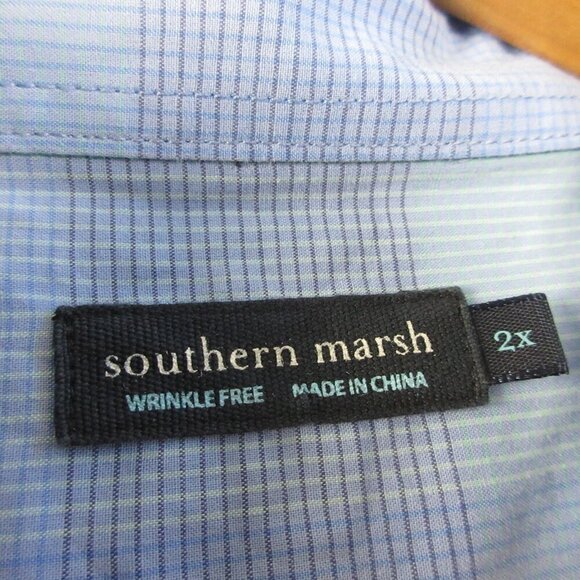 southern marsh
WRINKLE FREE MADE IN CHINA
2X